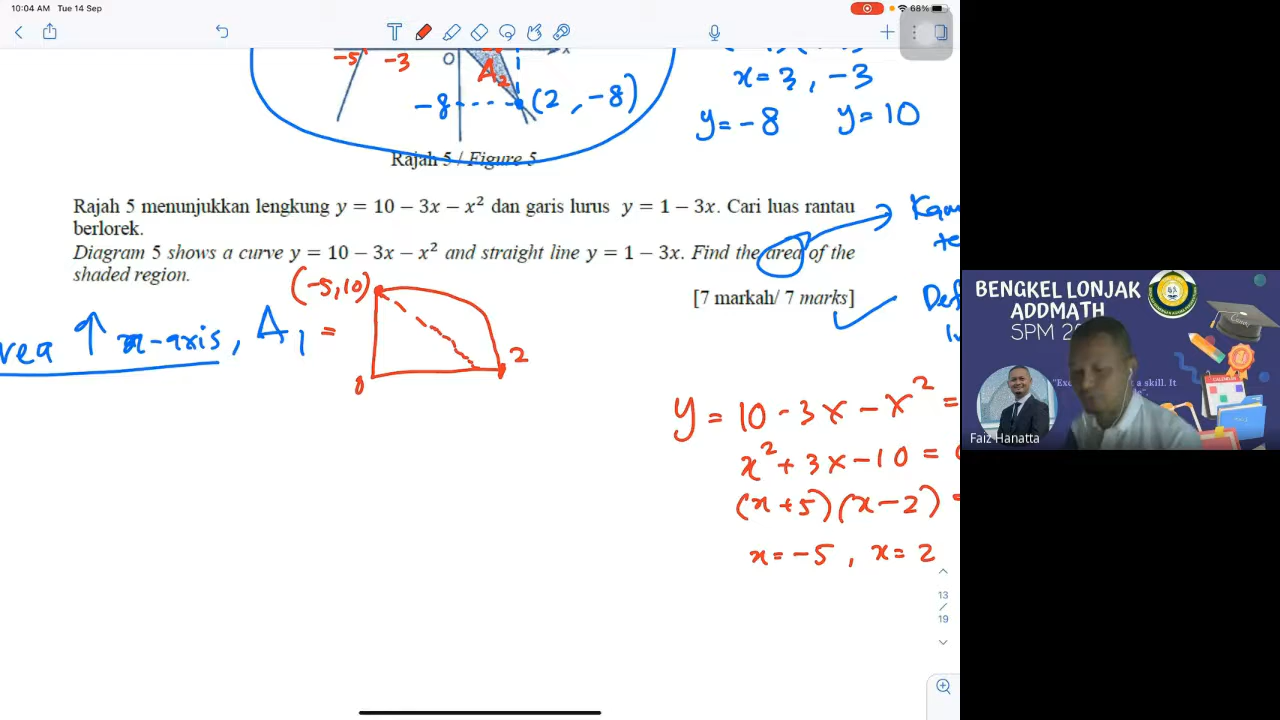 10:04 AM Tue 14 Sep
68%
-5
-3
0
x
A2
-8
(2, -8)
x = 3, -3
y = -8 y = 10
Rajah 5 / Figure 5
Rajah 5 menunjukkan lengkung y = 10 − 3x − x² dan garis lurus y = 1 − 3x. Cari luas rantau
berlorek.
Diagram 5 shows a curve y = 10 − 3x − x² and straight line y = 1 − 3x. Find the area of the
shaded region.
[7 markah/ 7 marks]
(-5,10)
rea ↑ x-axis, A1 =
0
2
y = 10 - 3x - x² =
x² + 3x - 10 =
(x + 5)(x - 2) =
x = -5, x = 2
13
/
19
BENGKEL LONJAK
ADDMATH
SPM
Faiz Hanatta